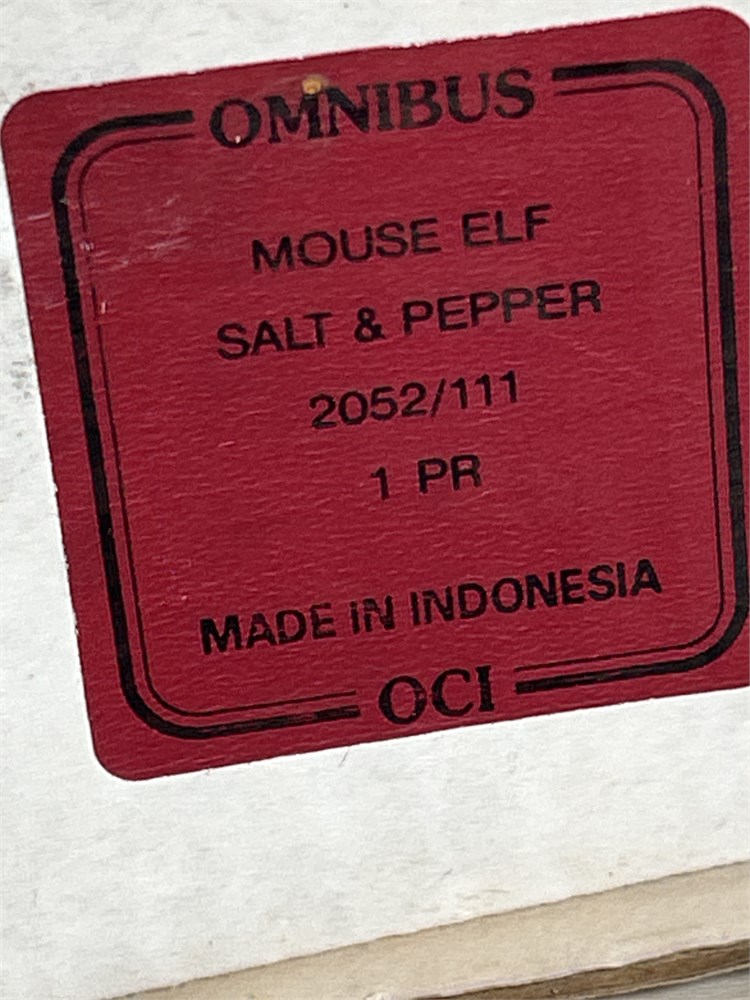 OMNIBUS
MOUSE ELF
SALT & PEPPER
2052/111
1 PR
MADE IN INDONESIA
OCI